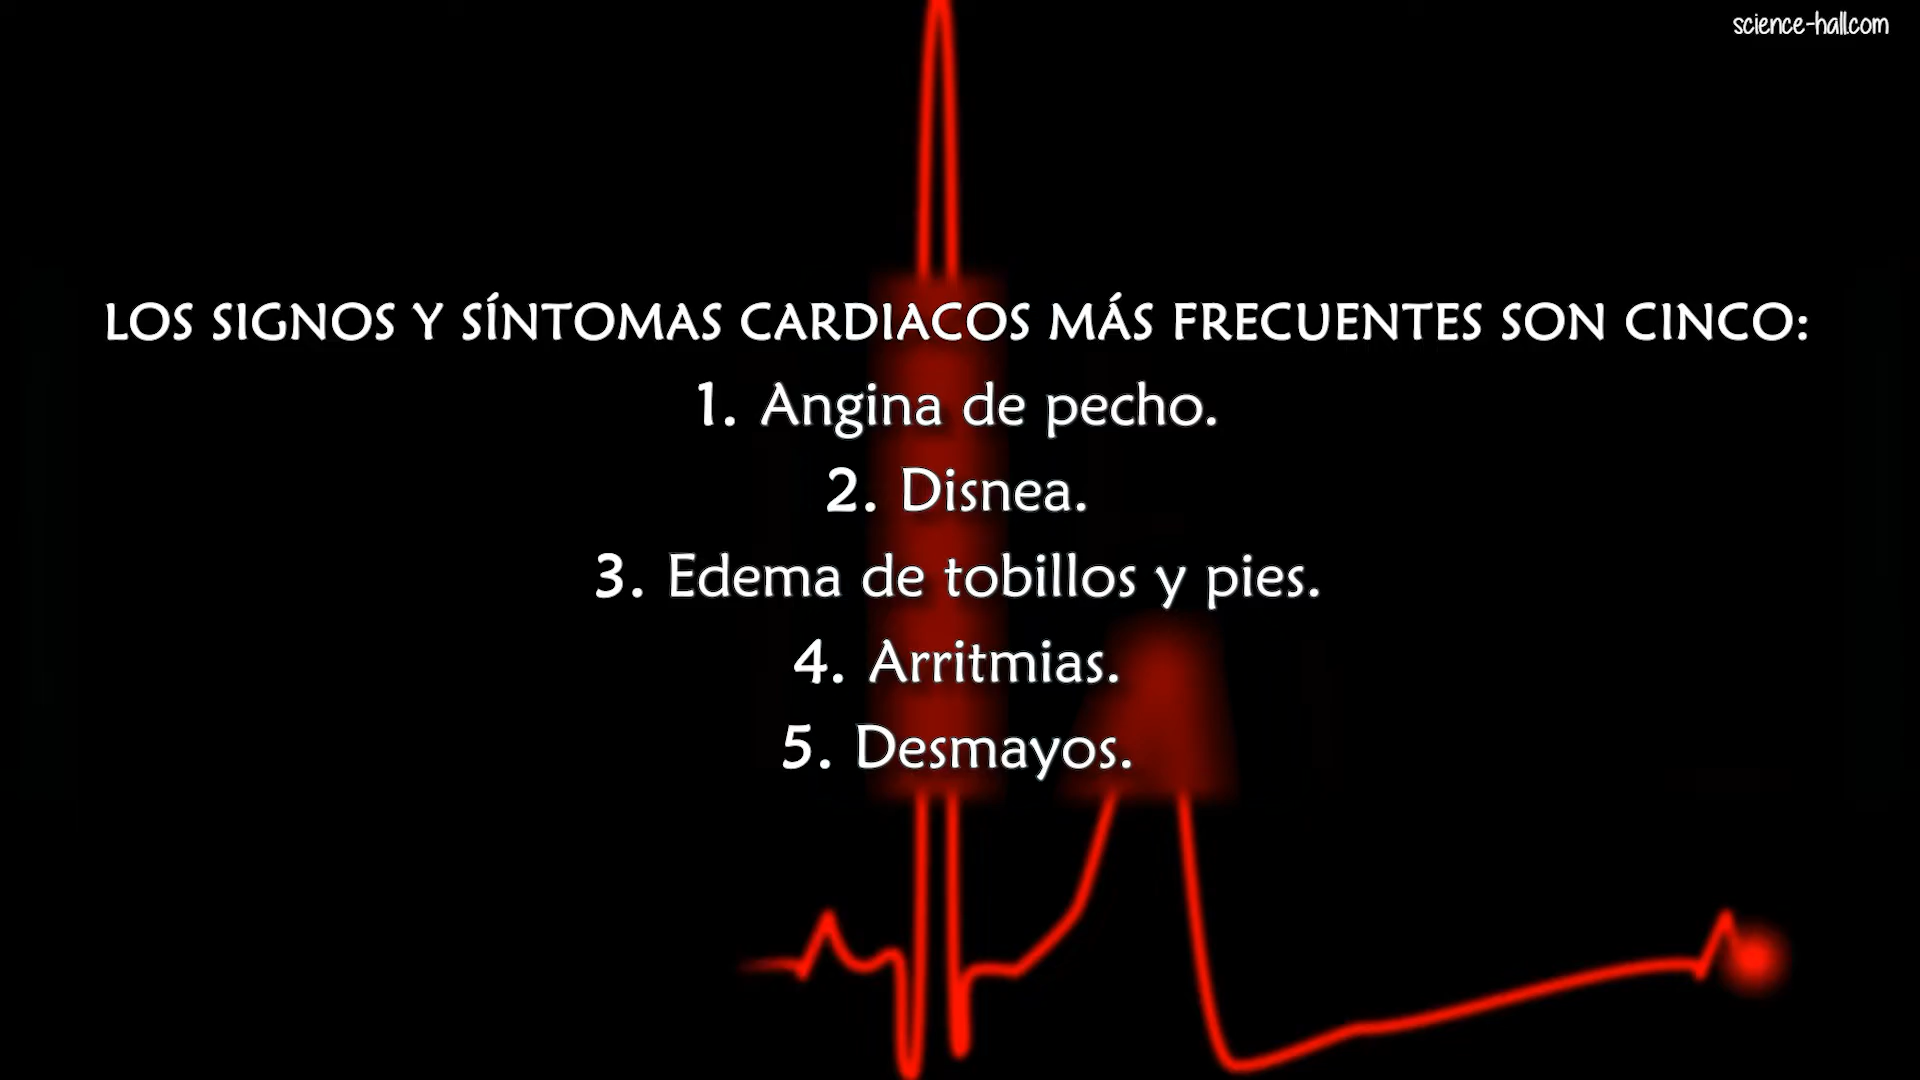 science-hall.com
LOS SIGNOS Y SÍNTOMAS CARDIACOS MÁS FRECUENTES SON CINCO:
1. Angina de pecho.
2. Disnea.
3. Edema de tobillos y pies.
4. Arritmias.
5. Desmayos.